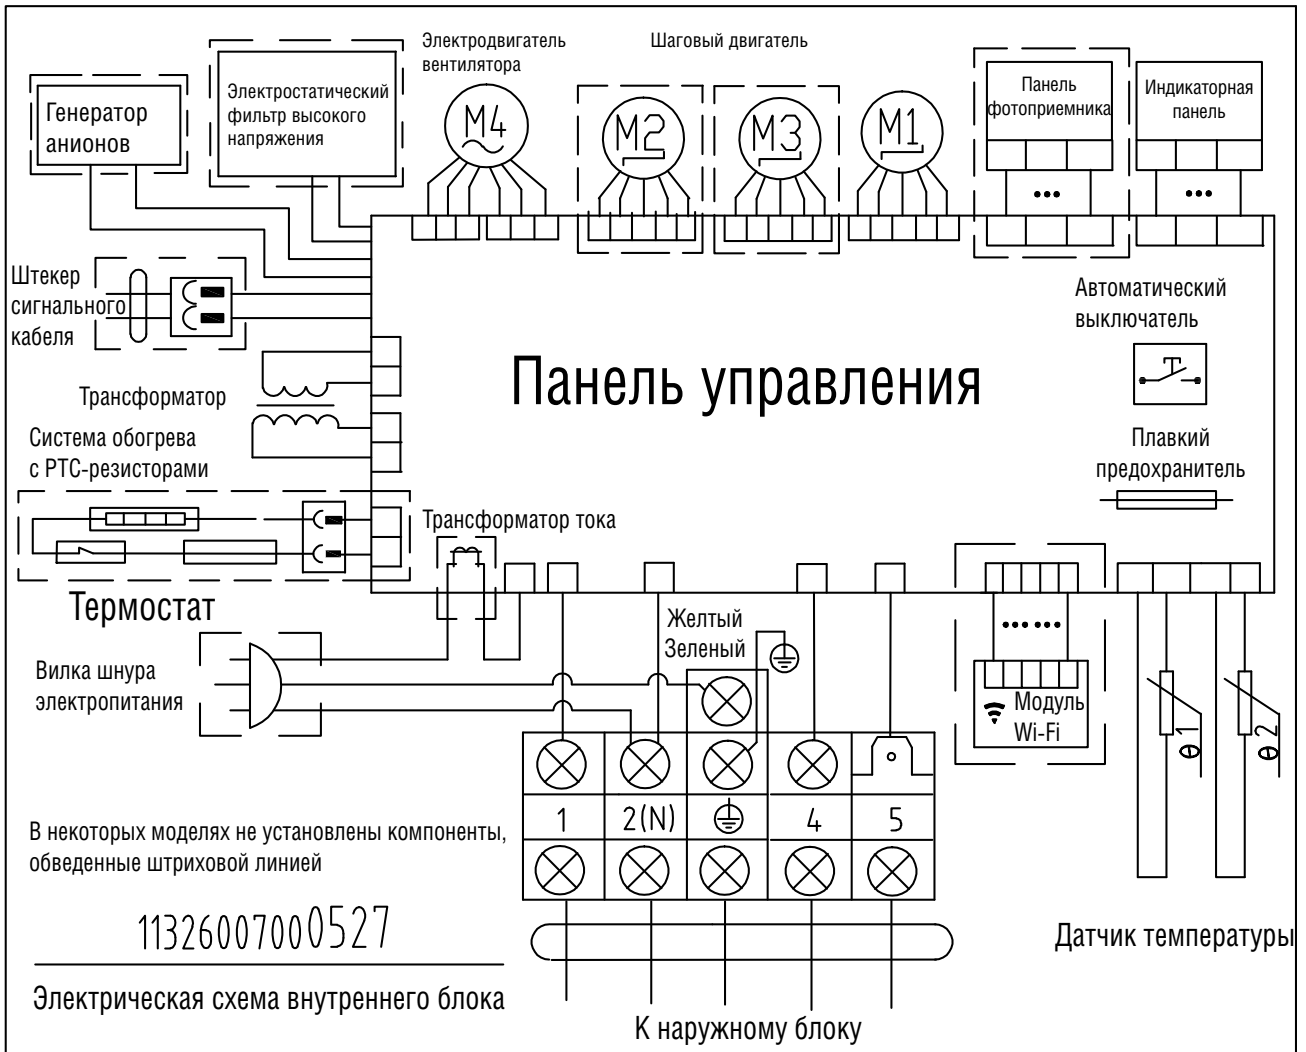 Электродвигатель
вентилятора
Шаговый двигатель
Генератор
анионов
Электростатический
фильтр высокого
напряжения
M4
M2
M3
M1
Панель
фотоприемника
Индикаторная
панель
Штекер
сигнального
кабеля
Трансформатор
Панель управления
Автоматический
выключатель
Плавкий
предохранитель
Система обогрева
с РТС-резисторами
Трансформатор тока
Термостат
Желтый
Зеленый
Вилка шнура
электропитания
Модуль
Wi-Fi
θ1
θ2
1
2(N)
4
5
В некоторых моделях не установлены компоненты,
обведенные штриховой линией
11326007000527
Электрическая схема внутреннего блока
К наружному блоку
Датчик температуры